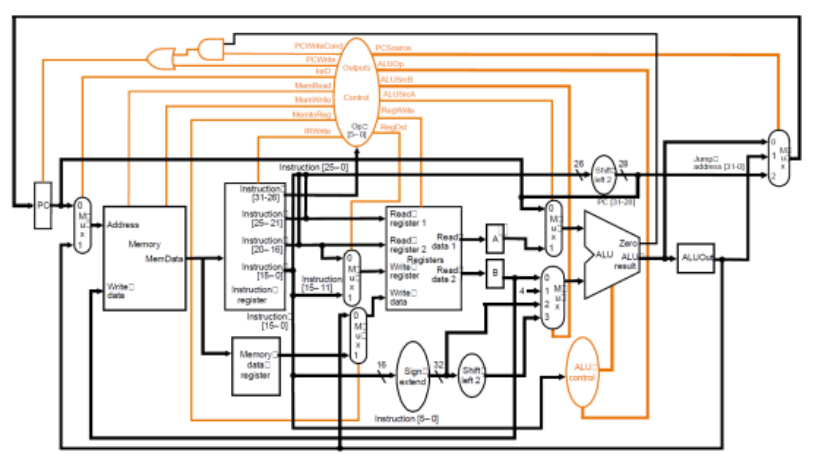 PCWriteCond
PCSource
PCWrite
ALUOp
IorD
Outputs
ALUSrcB
MemRead
ALUSrcA
MemWrite
Control
RegWrite
MemtoReg
RegDst
IRWrite
Op
[5-0]
Instruction [25-0]
26
28
Shift
left 2
Jump
address [31-0]
0
1
2
M
u
x
PC [31-28]
PC
0
M
u
x
1
Address
Memory
MemData
Write
data
Instruction
[31-26]
Instruction
[25-21]
Instruction
[20-16]
Instruction
[15-0]
Instruction
register
Instruction
[15-0]
Instruction
[15-11]
0
M
u
x
1
0
M
u
x
1
Read
register 1
Read
register 2
Registers
Write
register
Write
data
Read
data 1
Read
data 2
A
B
4
0
M
u
x
1
0
1
2
3
M
u
x
Zero
ALU
ALU
result
ALUOut
Memory
data
register
16
Sign
extend
32
Shift
left 2
ALU
control
Instruction [5-0]